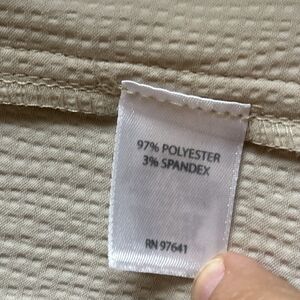 97% POLYESTER
3% SPANDEX
RN 97641